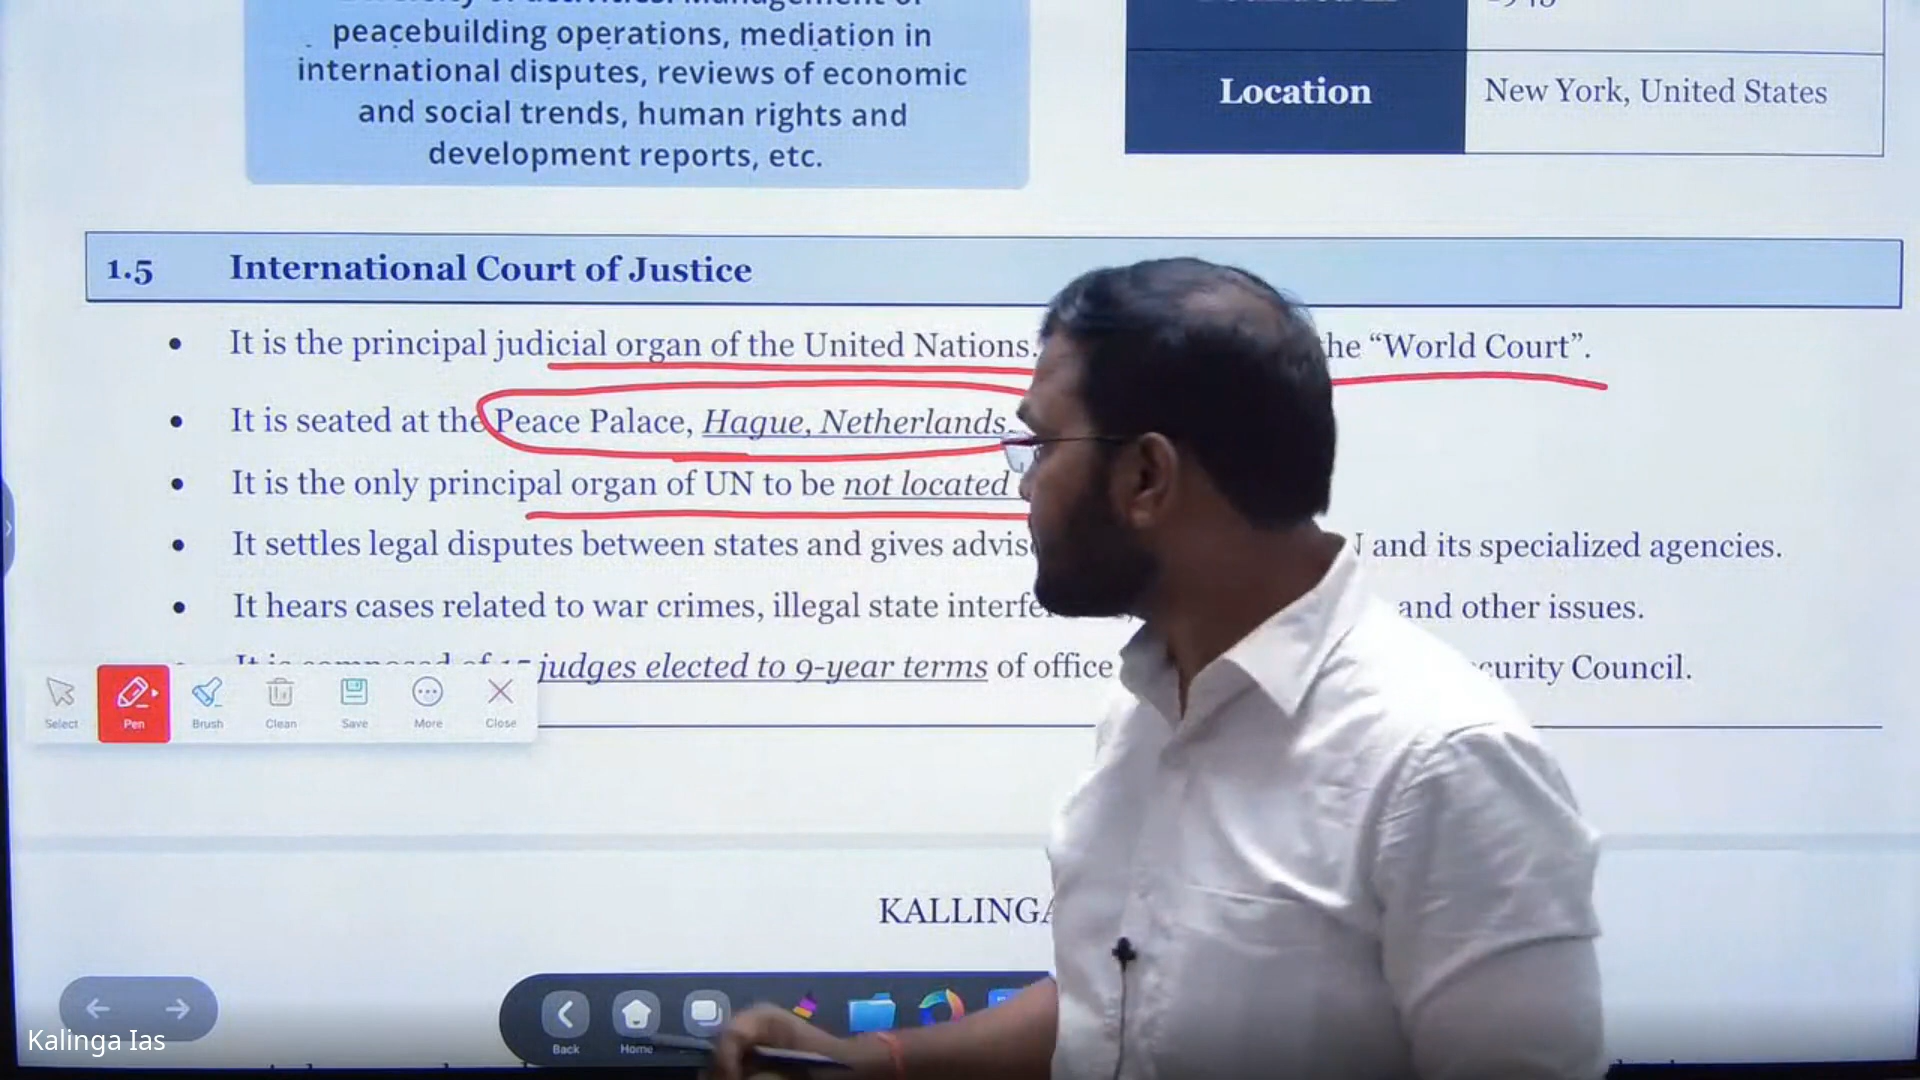 peacebuilding operations, mediation in
international disputes, reviews of economic
and social trends, human rights and
development reports, etc.
Location New York, United States
1.5 International Court of Justice
• It is the principal judicial organ of the United Nations. the “World Court”.
• It is seated at the Peace Palace, Hague, Netherlands.
• It is the only principal organ of UN to be not located
• It settles legal disputes between states and gives and its specialized agencies.
• It hears cases related to war crimes, illegal state and other issues.
judges elected to 9-year terms of office Council.
Select Pen Brush Clean Save More Close
Back Home
Kalinga Ias